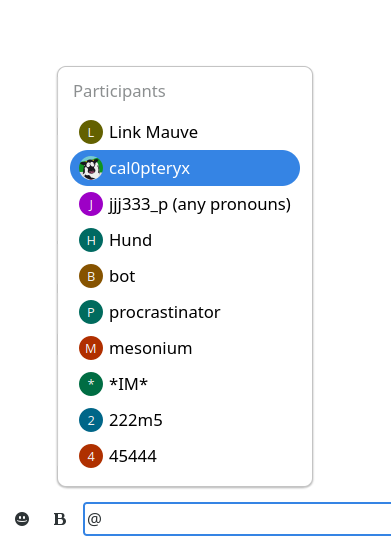 Participants
L Link Mauve
cal0pteryx
J jjj333_p (any pronouns)
H Hund
B bot
P procrastinator
M mesonium
* *IM*
2 222m5
4 45444
B @